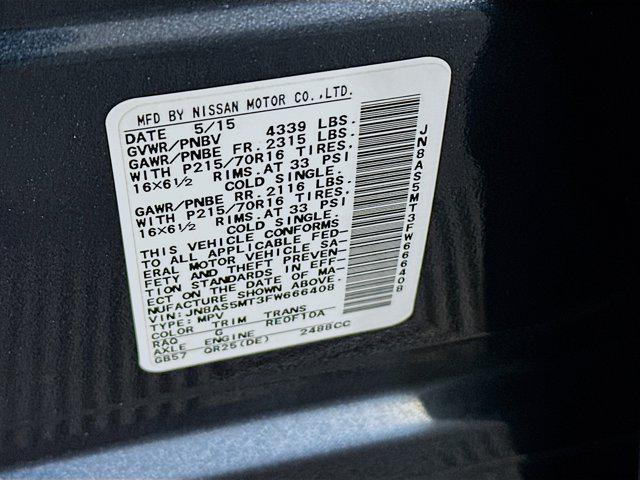 MFD BY NISSAN MOTOR CO.,LTD.
DATE 5/15
GVWR/PNBV 4339 LBS.
GAWR/PNBE FR. 2315 LBS.
WITH P215/70R16 TIRES,
16X6½ RIMS.AT 33 PSI
COLD SINGLE.
GAWR/PNBE RR. 2116 LBS.
WITH P215/70R16 TIRES,
16X6½ RIMS.AT 33 PSI
COLD SINGLE.
THIS VEHICLE CONFORMS
TO ALL APPLICABLE FED-
ERAL MOTOR VEHICLE SA-
FETY AND THEFT PREVEN-
TION STANDARDS IN EFF-
ECT ON THE DATE OF MA-
NUFACTURE SHOWN ABOVE.
VIN: JN8AS5MT3FW666408
TYPE: MPV
COLOR TRIM TRANS
RAQ G RE0F10A
AXLE ENGINE
GB57 QR25(DE) 2488CC
JN8AS5MT3FW666408